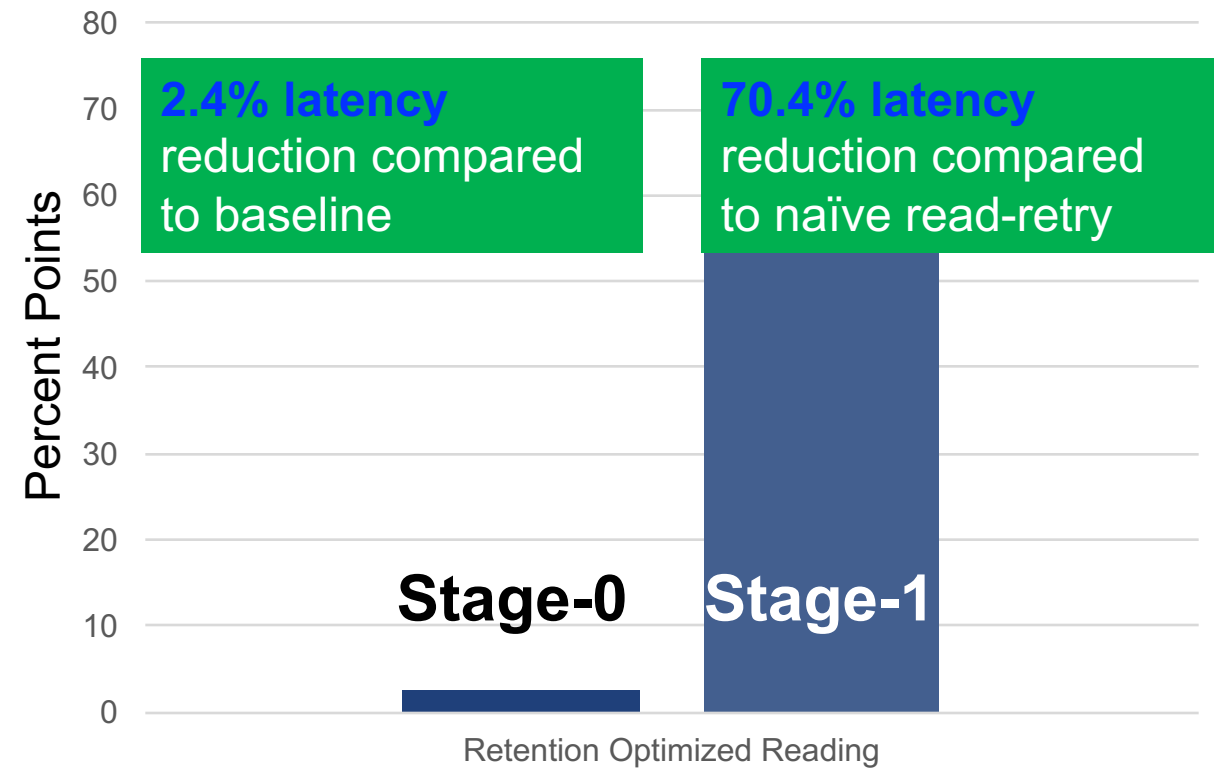 80
70
60
50
40
30
20
10
0
Percent Points
2.4% latency
reduction compared
to baseline
70.4% latency
reduction compared
to naïve read-retry
Stage-0
Stage-1
Retention Optimized Reading